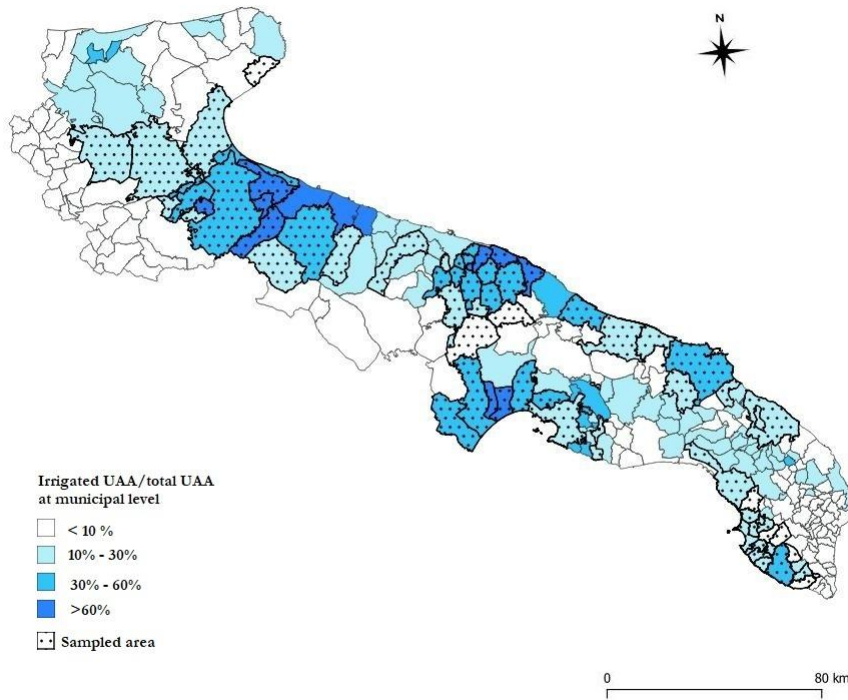 N
Irrigated UAA/total UAA
at municipal level
< 10 %
10% - 30%
30% - 60%
>60%
Sampled area
0 80 km